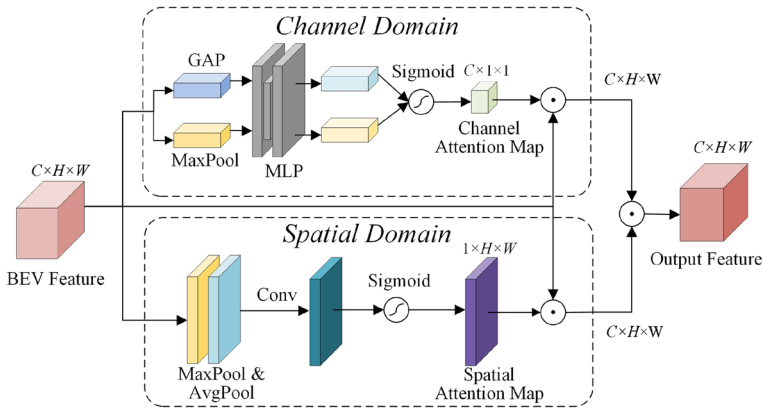 Channel Domain
GAP
Sigmoid
C×1×1
C×H×W
MaxPool
MLP
Channel
Attention Map
C×H×W
C×H×W
BEV Feature
Output Feature
Spatial Domain
1×H×W
Conv
Sigmoid
C×H×W
MaxPool &
AvgPool
Spatial
Attention Map